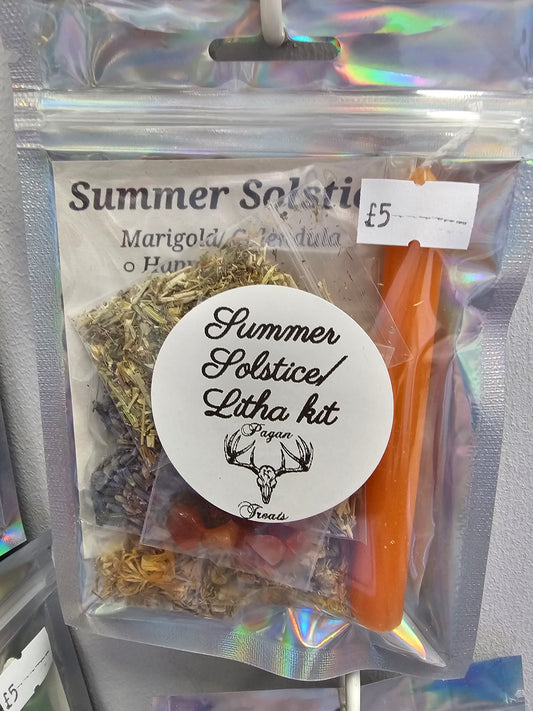 Summer Solstic
£5
Marigold/ Calendula
Summer
Solstice/
Litha kit
Pagan
Treats
£5